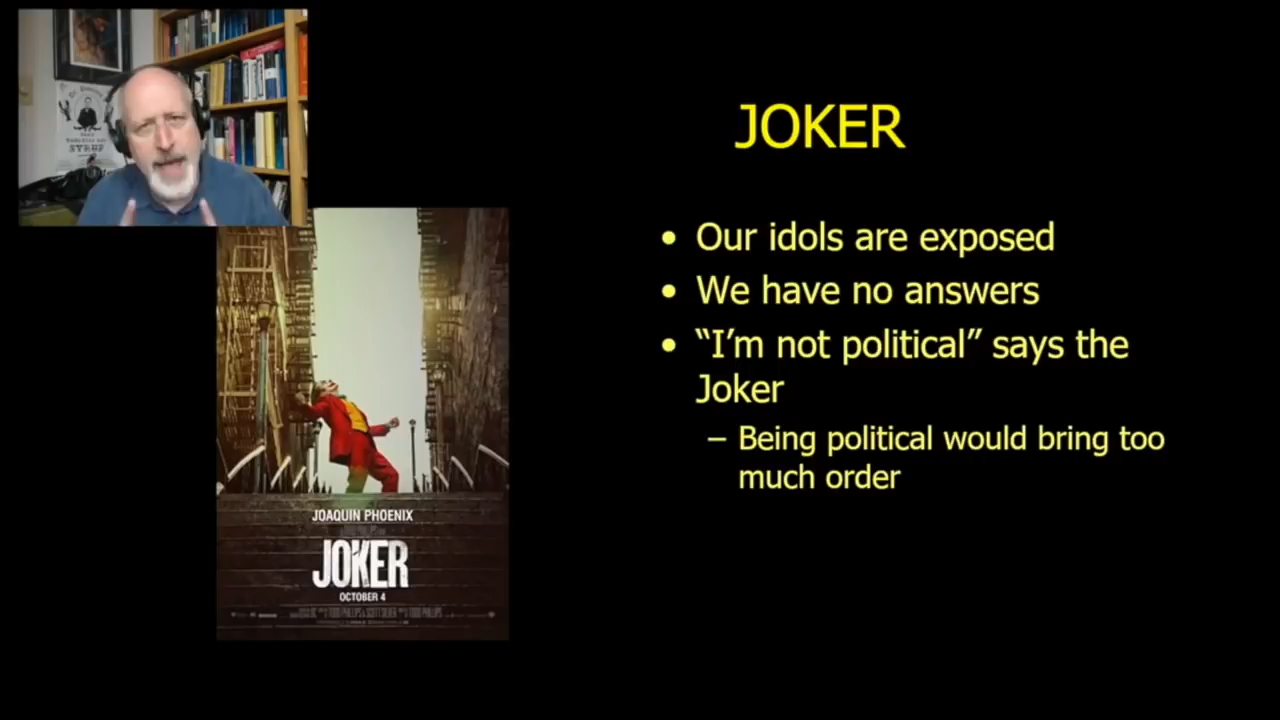 JOKER
• Our idols are exposed
• We have no answers
• “I’m not political” says the
Joker
– Being political would bring too
much order
SYRUP
JOAQUIN PHOENIX
JOKER
OCTOBER 4